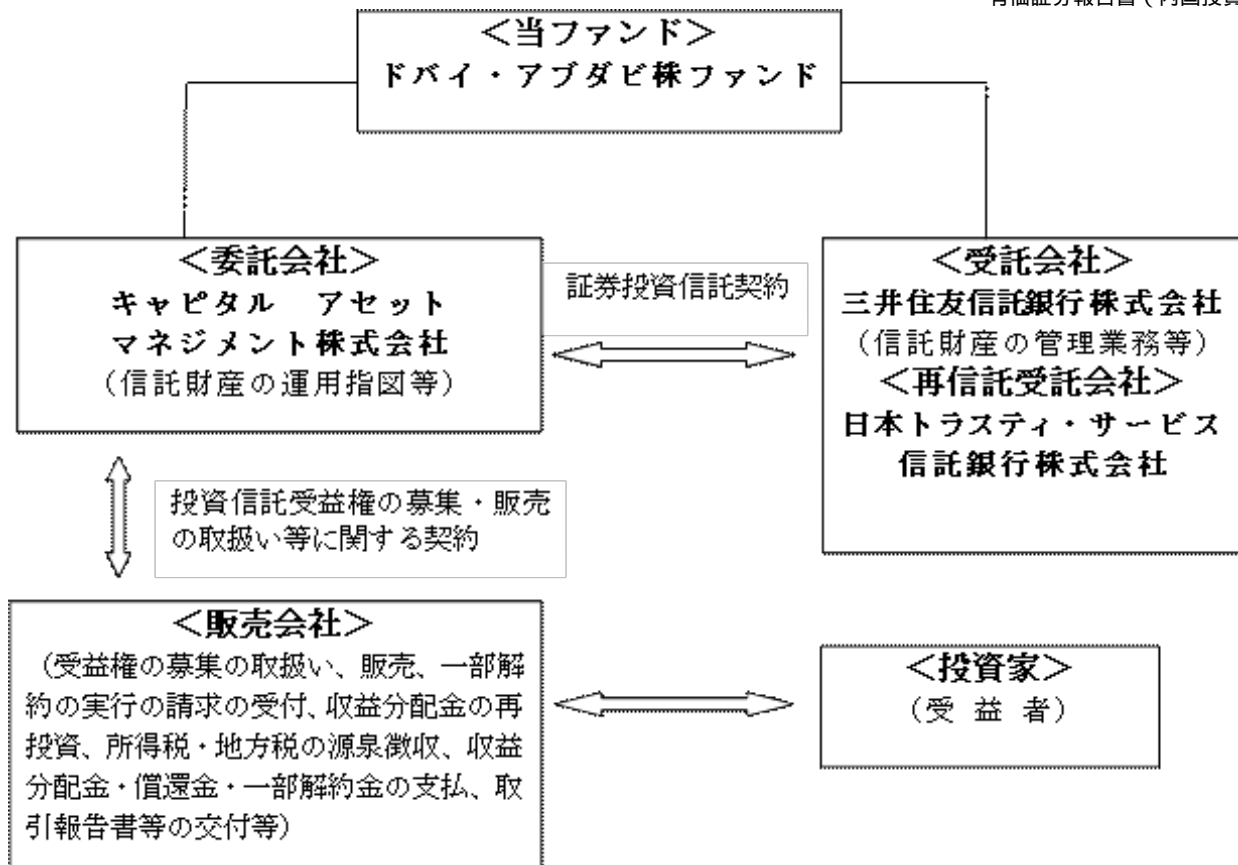 ＜当ファンド＞
ドバイ・アブダビ株ファンド
＜委託会社＞
キャピタル　アセット
マネジメント株式会社
（信託財産の運用指図等）
証券投資信託契約
＜受託会社＞
三井住友信託銀行株式会社
（信託財産の管理業務等）
＜再信託受託会社＞
日本トラスティ・サービス
信託銀行株式会社
投資信託受益権の募集・販売
の取扱い等に関する契約
＜販売会社＞
（受益権の募集の取扱い、販売、一部解
約の実行の請求の受付、収益分配金の再
投資、所得税・地方税の源泉徴収、収益
分配金・償還金・一部解約金の支払、取
引報告書等の交付等）
＜投資家＞
（受 益 者）